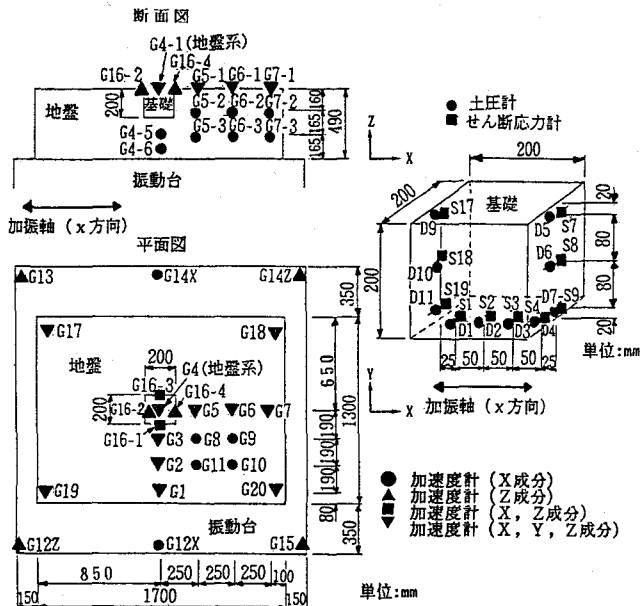 断面図
G4-1(地盤系)
G16-4
G16-2 G5-1 G6-1 G7-1
200
基礎
地盤
G5-2 G6-2 G7-2
G5-3 G6-3 G7-3
G4-5
G4-6
160
165
165
490
振動台
加振軸 (x方向)
Z
X
土圧計
せん断応力計
200
200
200
基礎
S17
D9
S18
D10
S19
D11
S1 S2 S3 S4
D1 D2 D3 D4
D5 S7
D6 S8
D7 S9
20
80
80
20
25 50 50 50 25
単位:mm
加振軸 (x方向)
平面図
G13 G14X G14Z
G17 G18
地盤
200
G4(地盤系)
G16-3
G16-4
G16-2 G5 G6 G7
200
G16-1
G3 G8 G9
G2 G11 G10
G19 G1 G20
振動台
G12Z G12X G15
350
650
1300
190
190
190
80
350
Y
X
加速度計 (X成分)
加速度計 (Z成分)
加速度計 (X, Z成分)
加速度計 (X, Y, Z成分)
850 250 250 250 100
150 1700 150
単位:mm